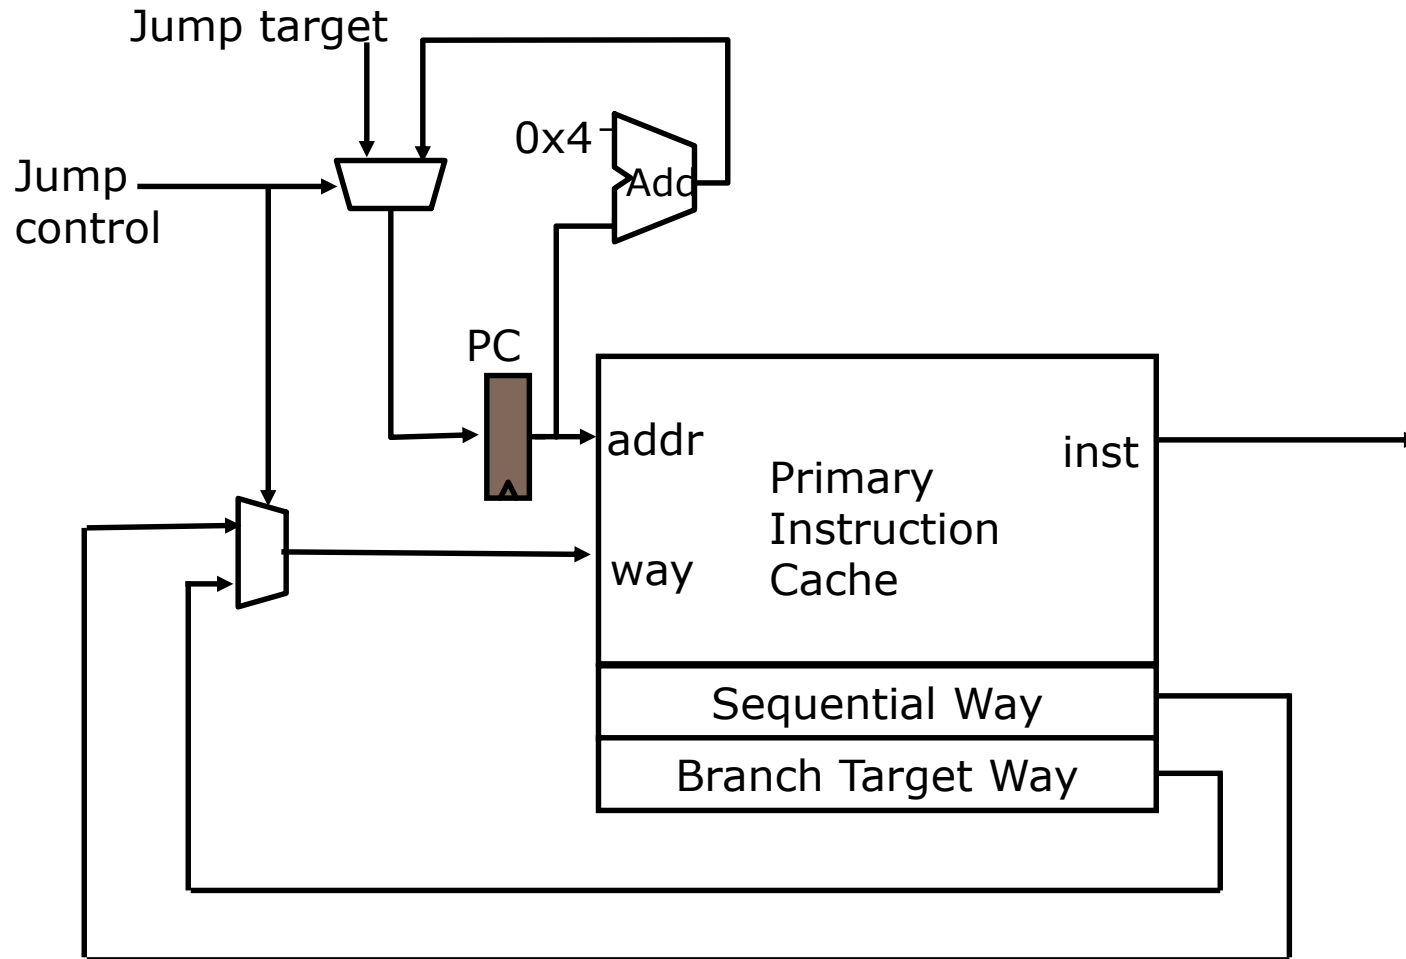 Jump target
0x4
Add
Jump
control
PC
addr
inst
Primary
Instruction
Cache
way
Sequential Way
Branch Target Way